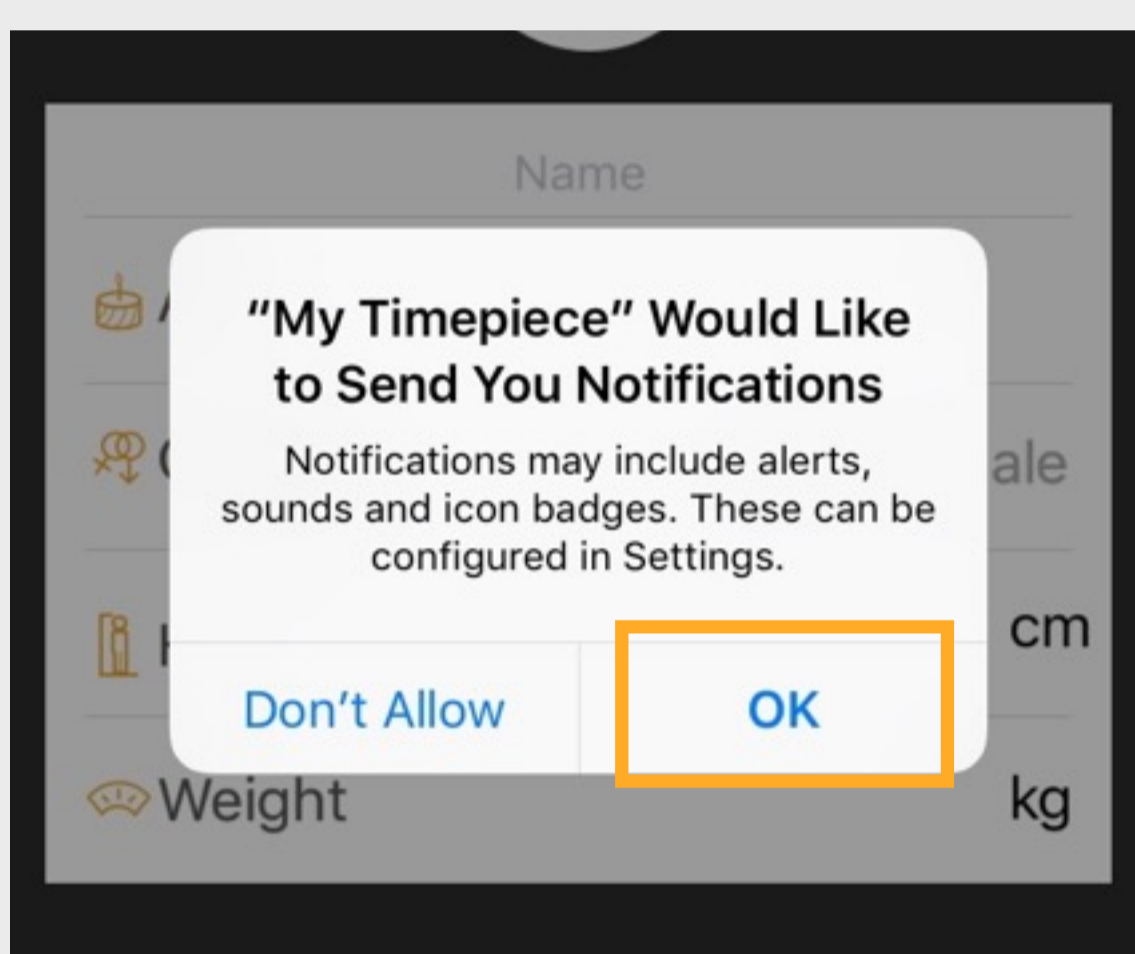 Name
"My Timepiece" Would Like
to Send You Notifications
Notifications may include alerts,
sounds and icon badges. These can be
configured in Settings.
ale
cm
Don't Allow
OK
Weight
kg